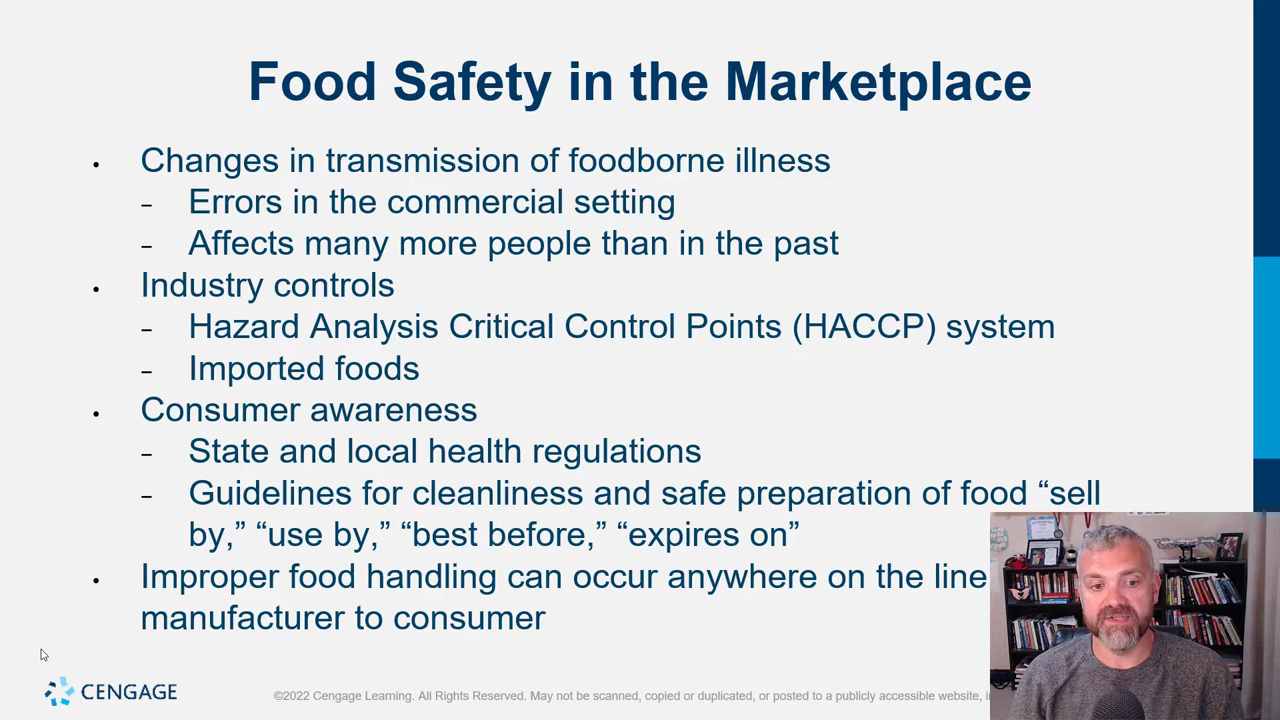 Food Safety in the Marketplace
• Changes in transmission of foodborne illness
– Errors in the commercial setting
– Affects many more people than in the past
• Industry controls
– Hazard Analysis Critical Control Points (HACCP) system
– Imported foods
• Consumer awareness
– State and local health regulations
– Guidelines for cleanliness and safe preparation of food “sell
by,” “use by,” “best before,” “expires on”
• Improper food handling can occur anywhere on the line
manufacturer to consumer
CENGAGE
©2022 Cengage Learning. All Rights Reserved. May not be scanned, copied or duplicated, or posted to a publicly accessible website,